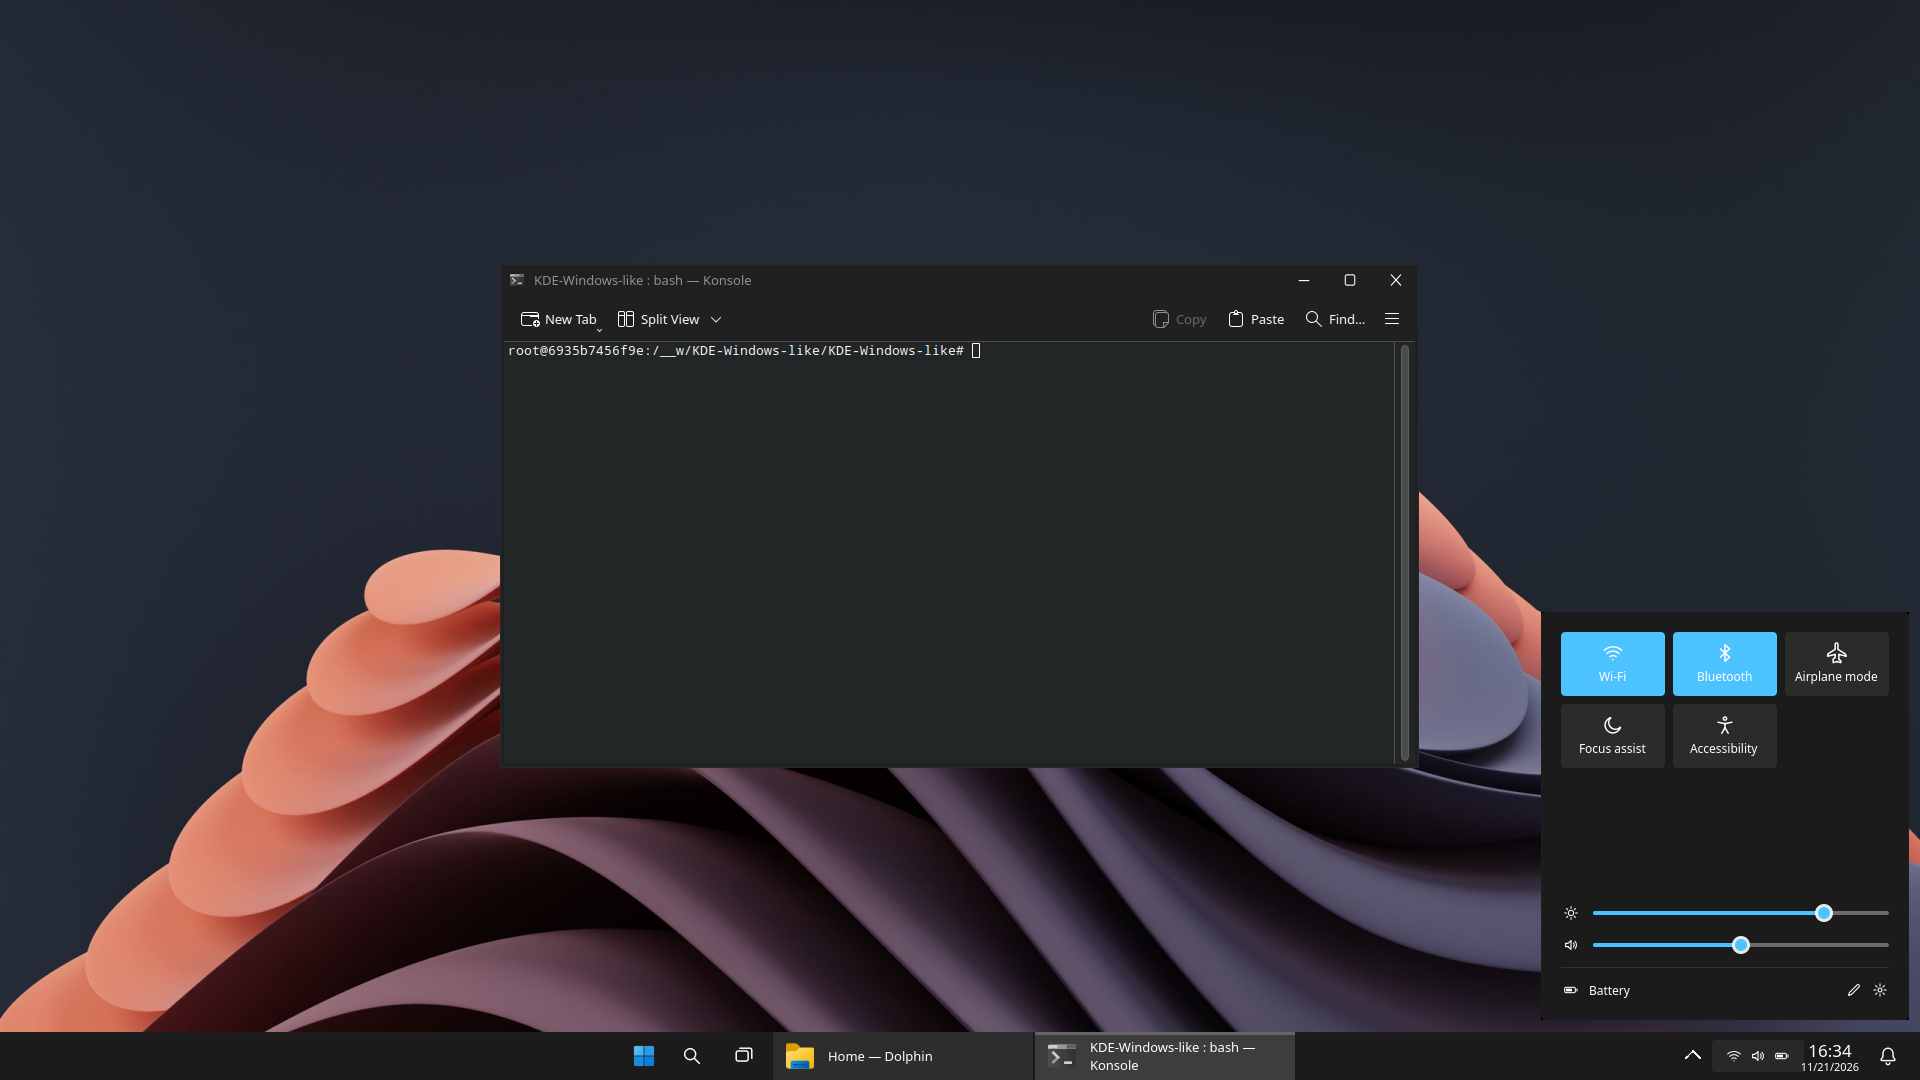 KDE-Windows-like : bash — Konsole
New Tab Split View Copy Paste Find...
root@6935b7456f9e:/__w/KDE-Windows-like/KDE-Windows-like#
Wi-Fi Bluetooth Airplane mode
Focus assist Accessibility
Battery
Home — Dolphin
KDE-Windows-like : bash —
Konsole
16:34
11/21/2026